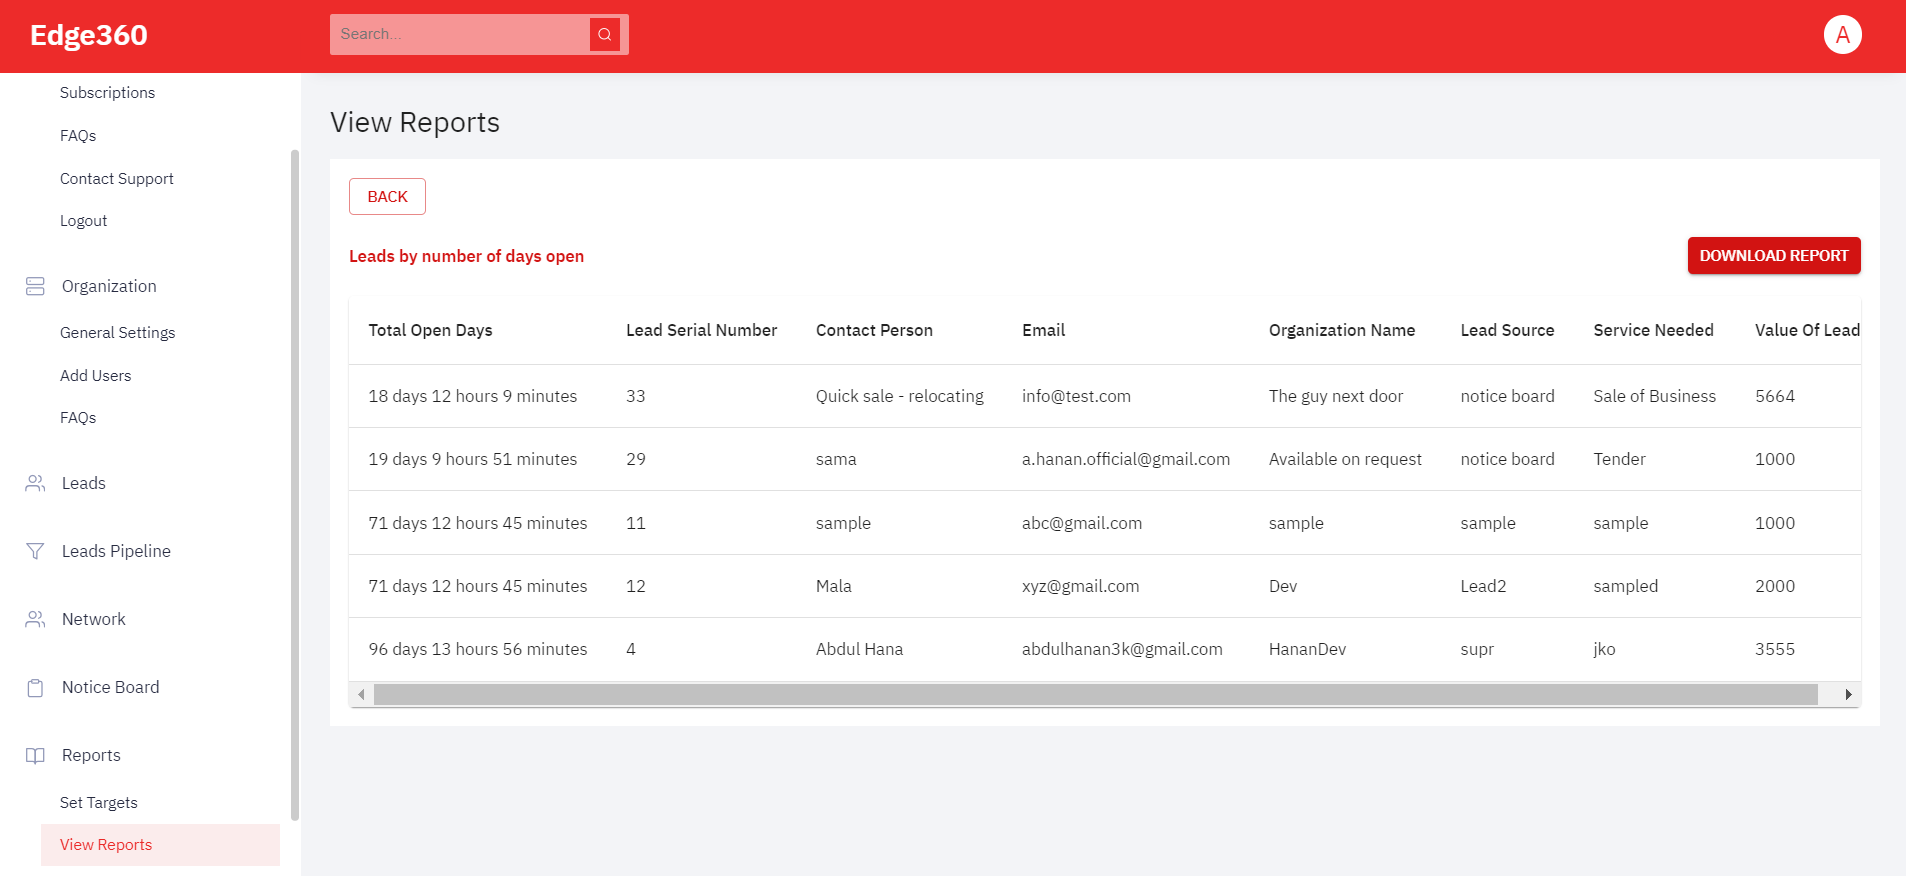 Edge360
Search...
A
Subscriptions
FAQs
Contact Support
Logout
Organization
General Settings
Add Users
FAQs
Leads
Leads Pipeline
Network
Notice Board
Reports
Set Targets
View Reports
View Reports
BACK
Leads by number of days open
DOWNLOAD REPORT
Total Open Days Lead Serial Number Contact Person Email Organization Name Lead Source Service Needed Value Of Lead
18 days 12 hours 9 minutes 33 Quick sale - relocating info@test.com The guy next door notice board Sale of Business 5664
19 days 9 hours 51 minutes 29 sama a.hanan.official@gmail.com Available on request notice board Tender 1000
71 days 12 hours 45 minutes 11 sample abc@gmail.com sample sample sample 1000
71 days 12 hours 45 minutes 12 Mala xyz@gmail.com Dev Lead2 sampled 2000
96 days 13 hours 56 minutes 4 Abdul Hana abdulhanan3k@gmail.com HananDev supr jko 3555